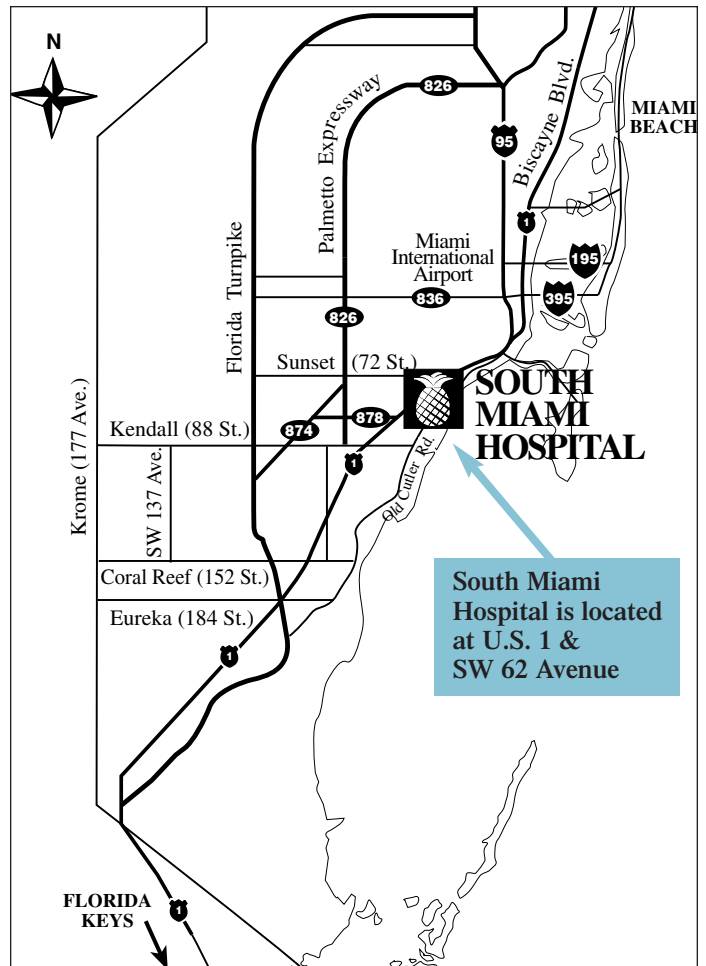 N
826
Palmetto Expressway
95
Biscayne Blvd.
MIAMI
BEACH
1
Florida Turnpike
Miami
International
Airport
195
836
395
826
Sunset (72 St.)
SOUTH
MIAMI
HOSPITAL
878
874
Kendall (88 St.)
Krome (177 Ave.)
SW 137 Ave.
1
Old Cutler Rd.
Coral Reef (152 St.)
Eureka (184 St.)
South Miami
Hospital is located
at U.S. 1 &
SW 62 Avenue
1
FLORIDA
KEYS
1